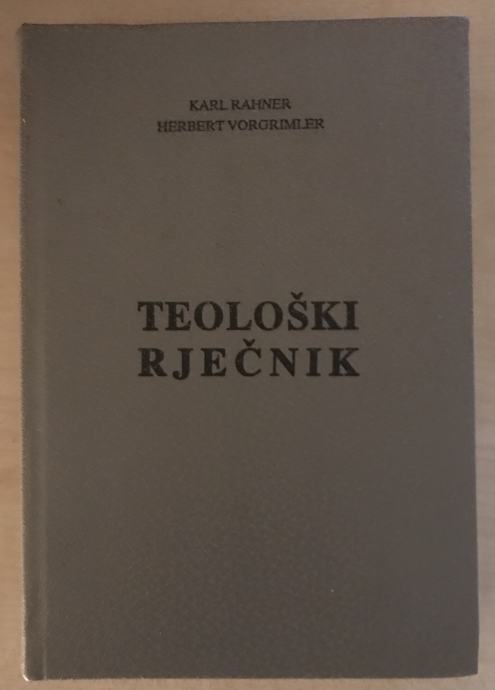 KARL RAHNER
HERBERT VORGRIMLER
TEOLOŠKI
RJEČNIK